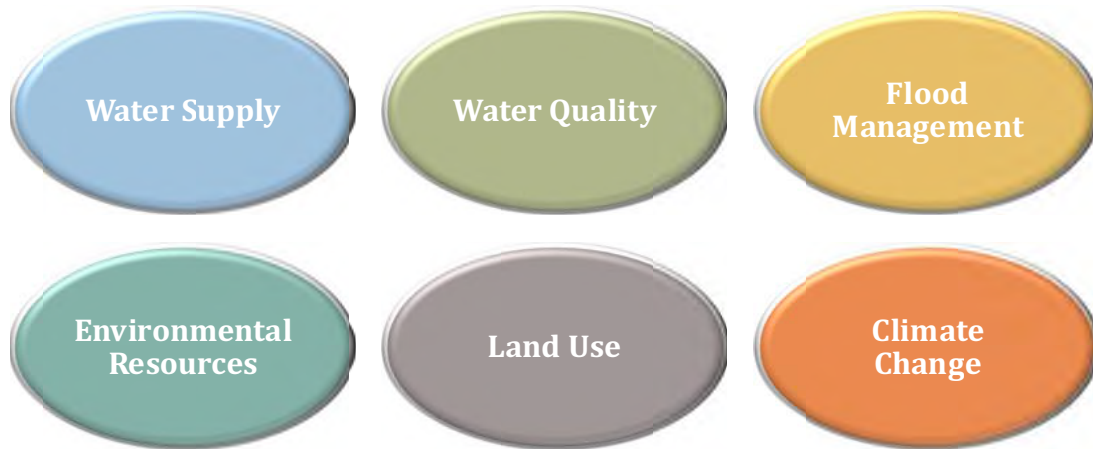 Water Supply
Water Quality
Flood
Management
Environmental
Resources
Land Use
Climate
Change